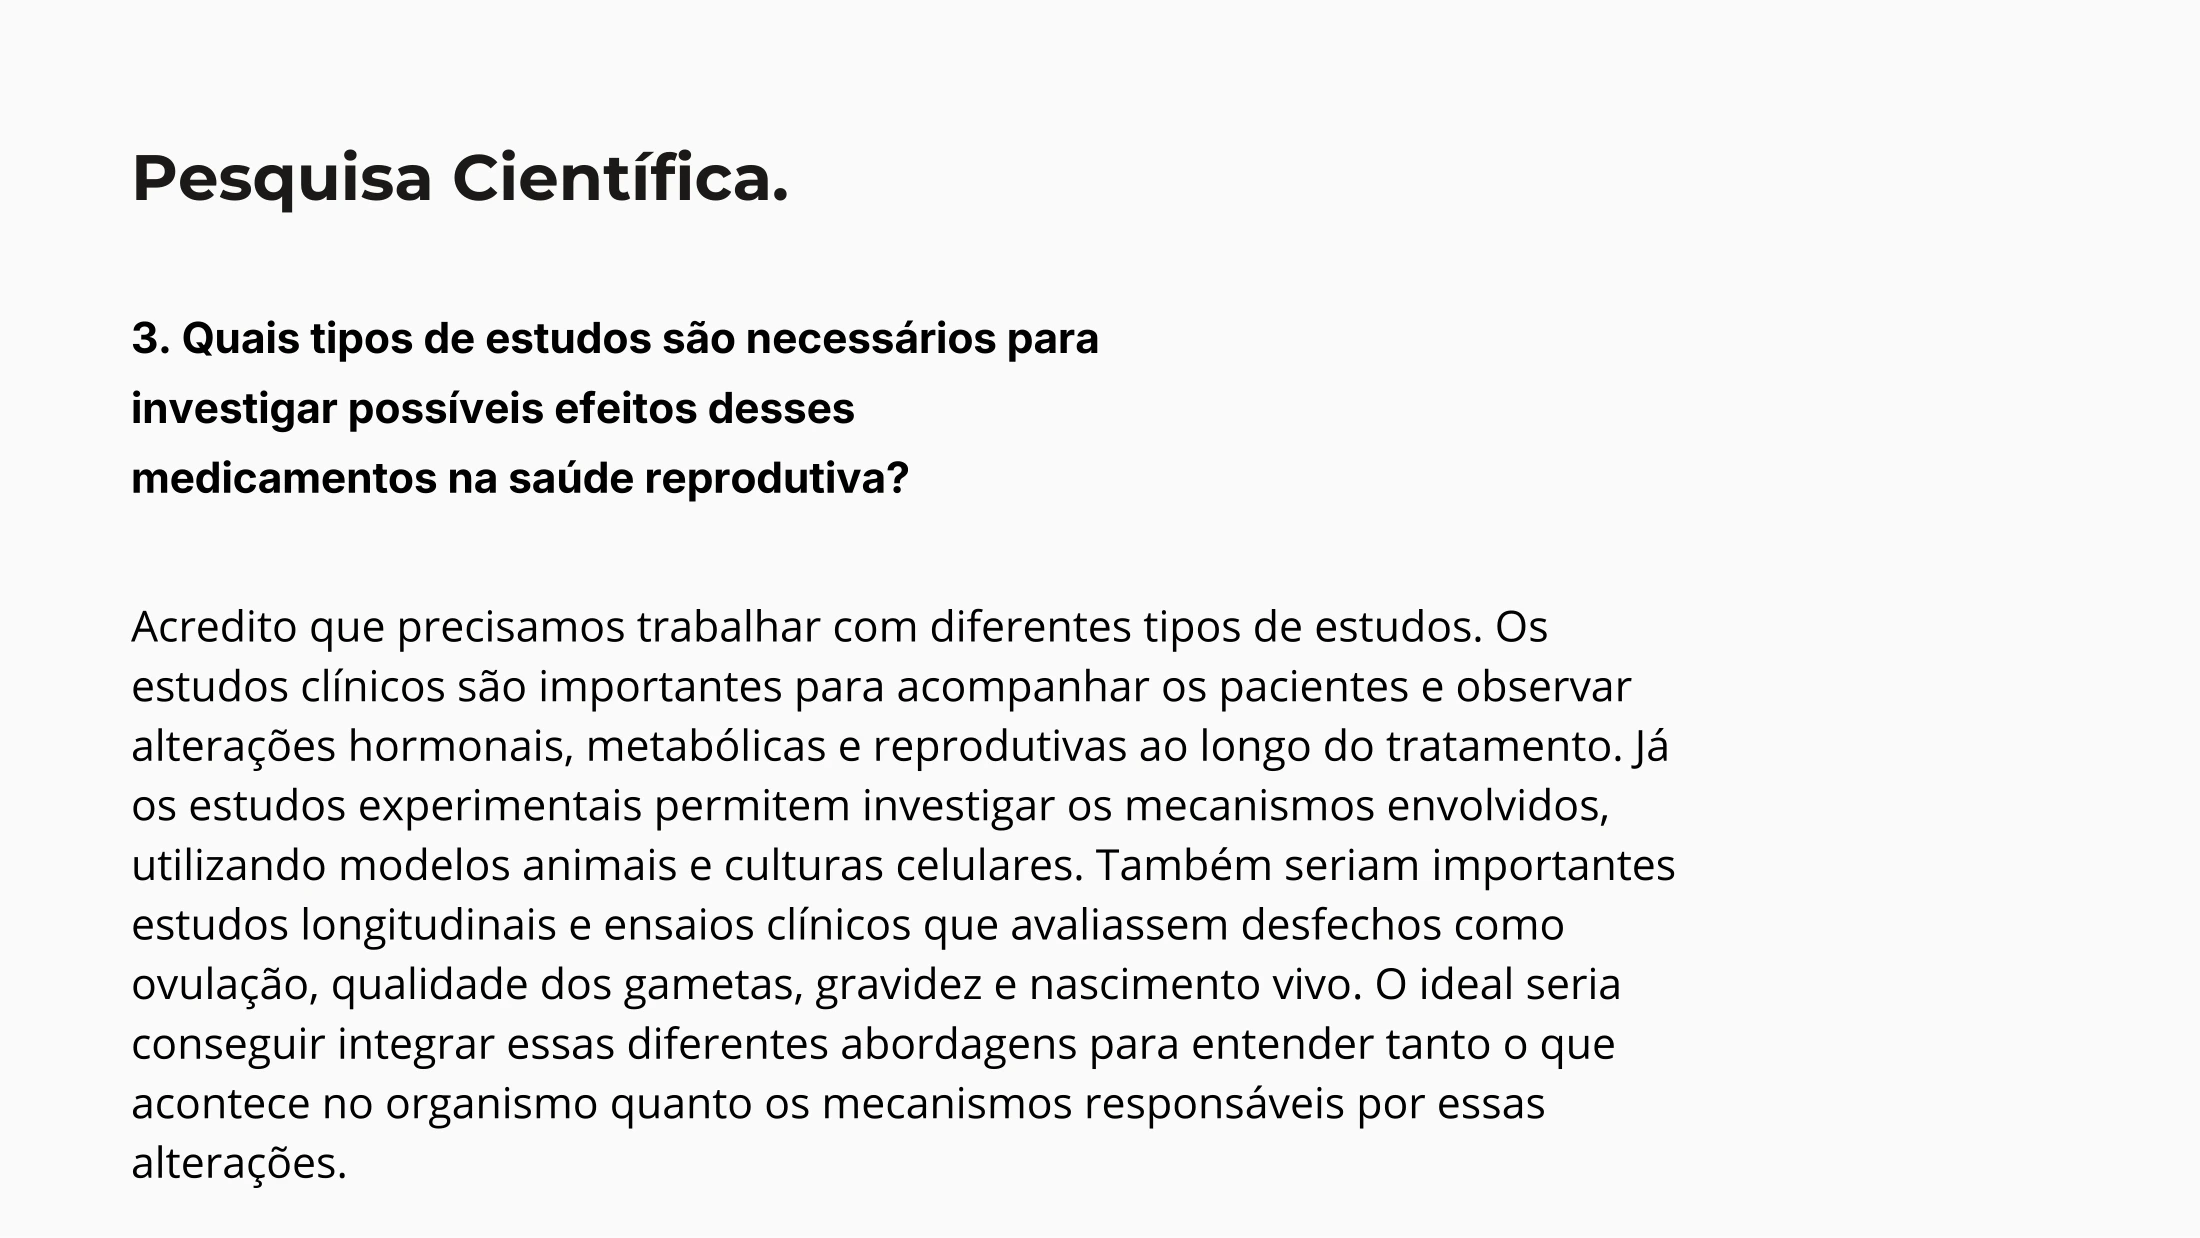 Pesquisa Científica.
3. Quais tipos de estudos são necessários para
investigar possíveis efeitos desses
medicamentos na saúde reprodutiva?
Acredito que precisamos trabalhar com diferentes tipos de estudos. Os
estudos clínicos são importantes para acompanhar os pacientes e observar
alterações hormonais, metabólicas e reprodutivas ao longo do tratamento. Já
os estudos experimentais permitem investigar os mecanismos envolvidos,
utilizando modelos animais e culturas celulares. Também seriam importantes
estudos longitudinais e ensaios clínicos que avaliassem desfechos como
ovulação, qualidade dos gametas, gravidez e nascimento vivo. O ideal seria
conseguir integrar essas diferentes abordagens para entender tanto o que
acontece no organismo quanto os mecanismos responsáveis por essas
alterações.